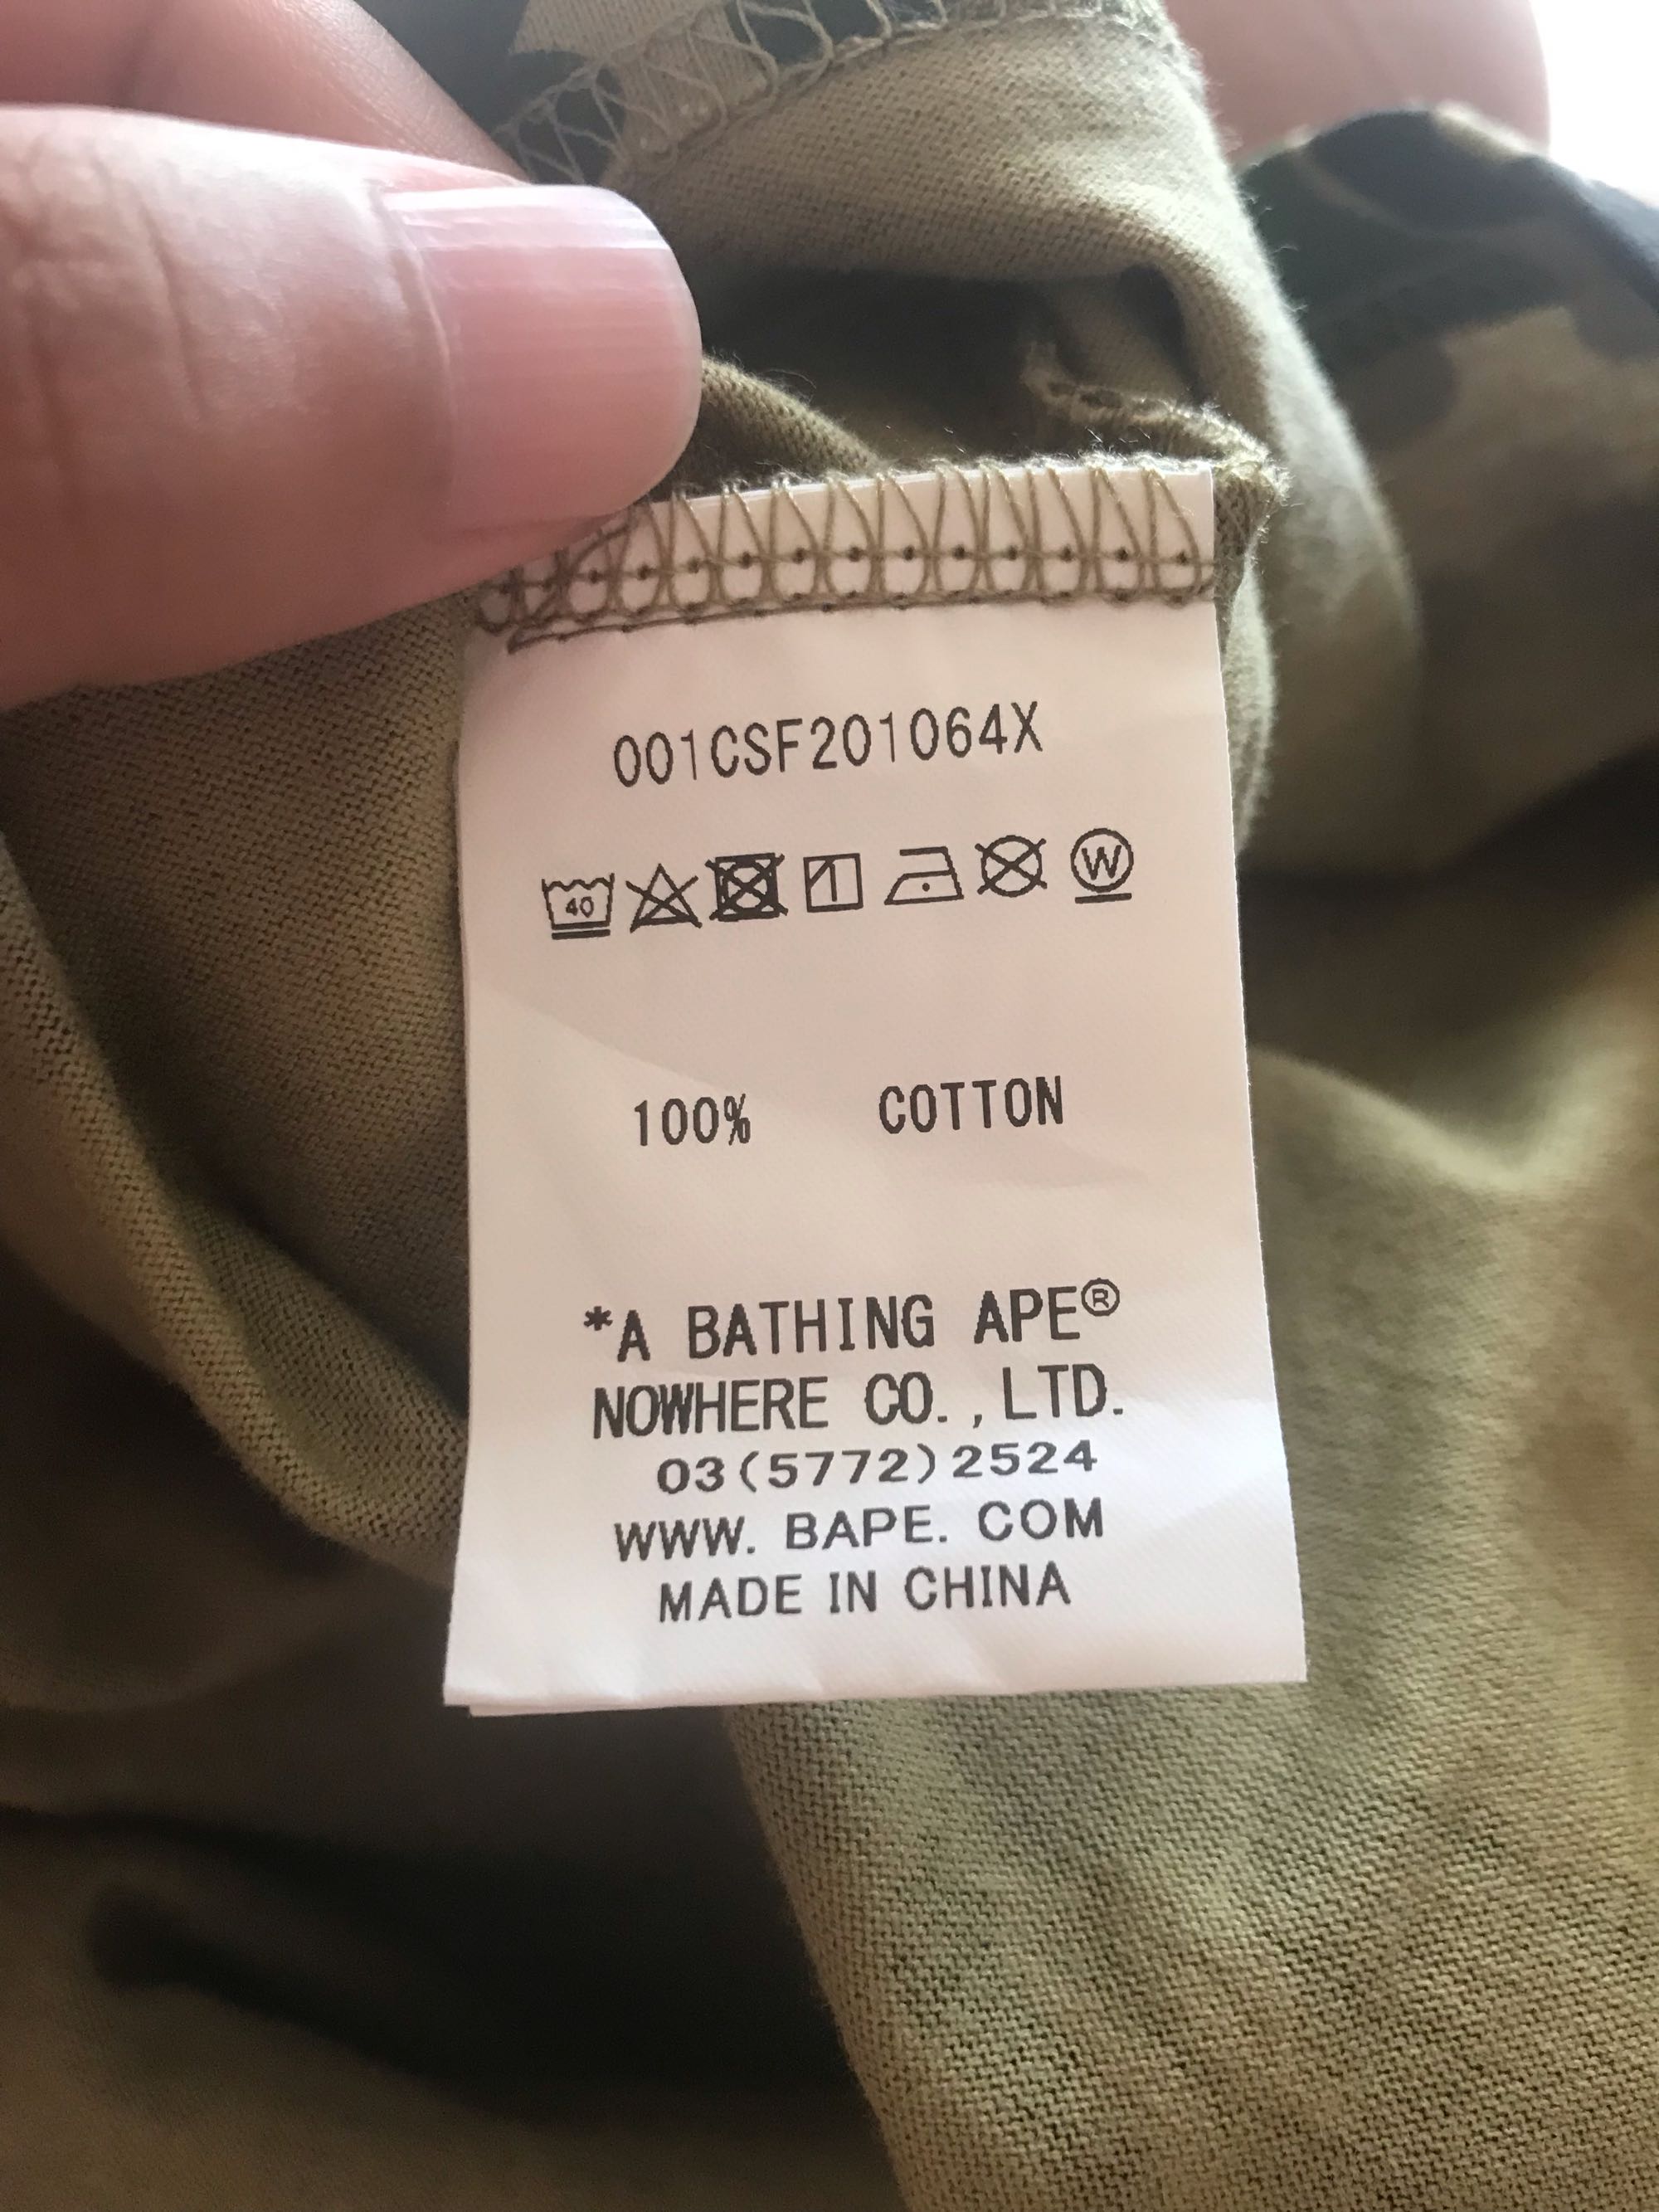 001CSF201064X
40 W
100% COTTON
*A BATHING APE®
NOWHERE CO.,LTD.
03(5772)2524
WWW. BAPE. COM
MADE IN CHINA